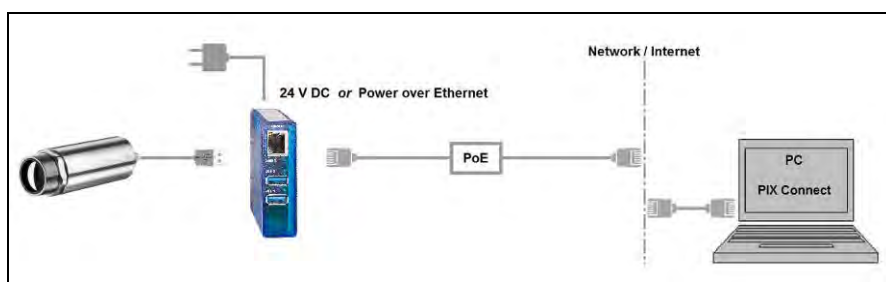 Network / Internet
24 V DC or Power over Ethernet
PoE
PC
PIX Connect